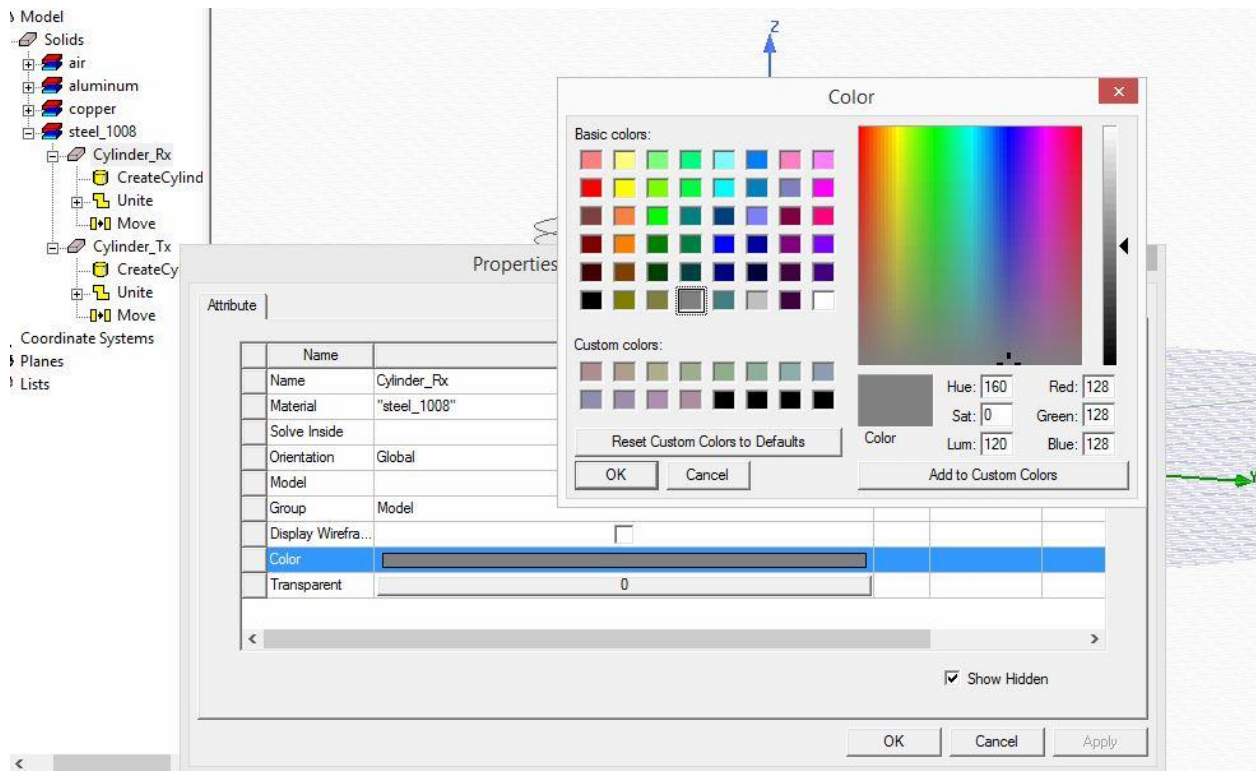 Model
Solids
air
aluminum
copper
steel_1008
Cylinder_Rx
CreateCylind
Unite
Move
Cylinder_Tx
CreateCy
Unite
Move
Coordinate Systems
Planes
Lists
Z
Y
Properties
Attribute
Name
Name Cylinder_Rx
Material "steel_1008"
Solve Inside
Orientation Global
Model
Group Model
Display Wirefra...
Color
Transparent 0
Show Hidden
OK Cancel Apply
Color
Basic colors:
Custom colors:
Reset Custom Colors to Defaults
OK Cancel
Color
Hue: 160 Red: 128
Sat: 0 Green: 128
Lum: 120 Blue: 128
Add to Custom Colors